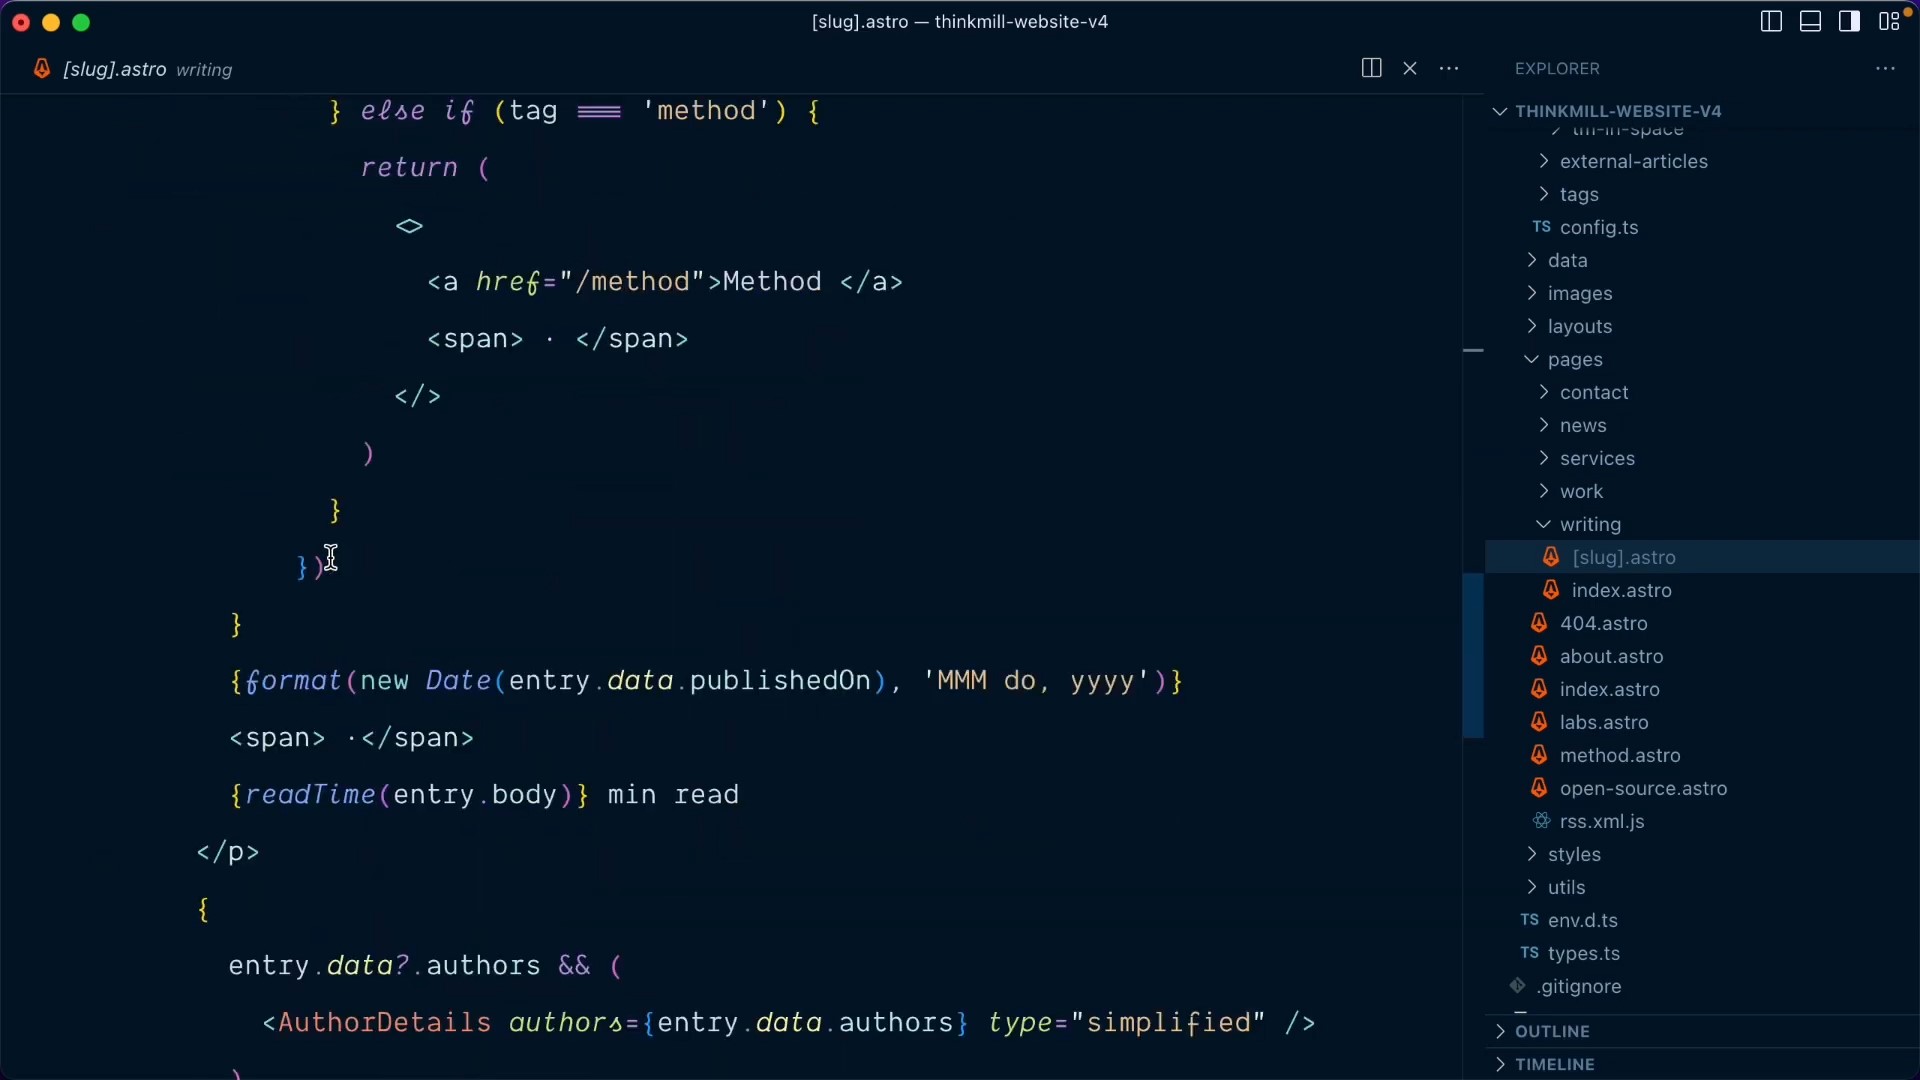 [slug].astro — thinkmill-website-v4
[slug].astro writing
} else if (tag === 'method') {
return (
<>
<a href="/method">Method </a>
<span> · </span>
</>
)
}
})
}
{format(new Date(entry.data.publishedOn), 'MMM do, yyyy')}
<span> ·</span>
{readTime(entry.body)} min read
</p>
{
entry.data?.authors && (
<AuthorDetails authors={entry.data.authors} type="simplified" />
)
EXPLORER
THINKMILL-WEBSITE-V4
tm-in-space
external-articles
tags
TS config.ts
data
images
layouts
pages
contact
news
services
work
writing
[slug].astro
index.astro
404.astro
about.astro
index.astro
labs.astro
method.astro
open-source.astro
rss.xml.js
styles
utils
TS env.d.ts
TS types.ts
.gitignore
OUTLINE
TIMELINE